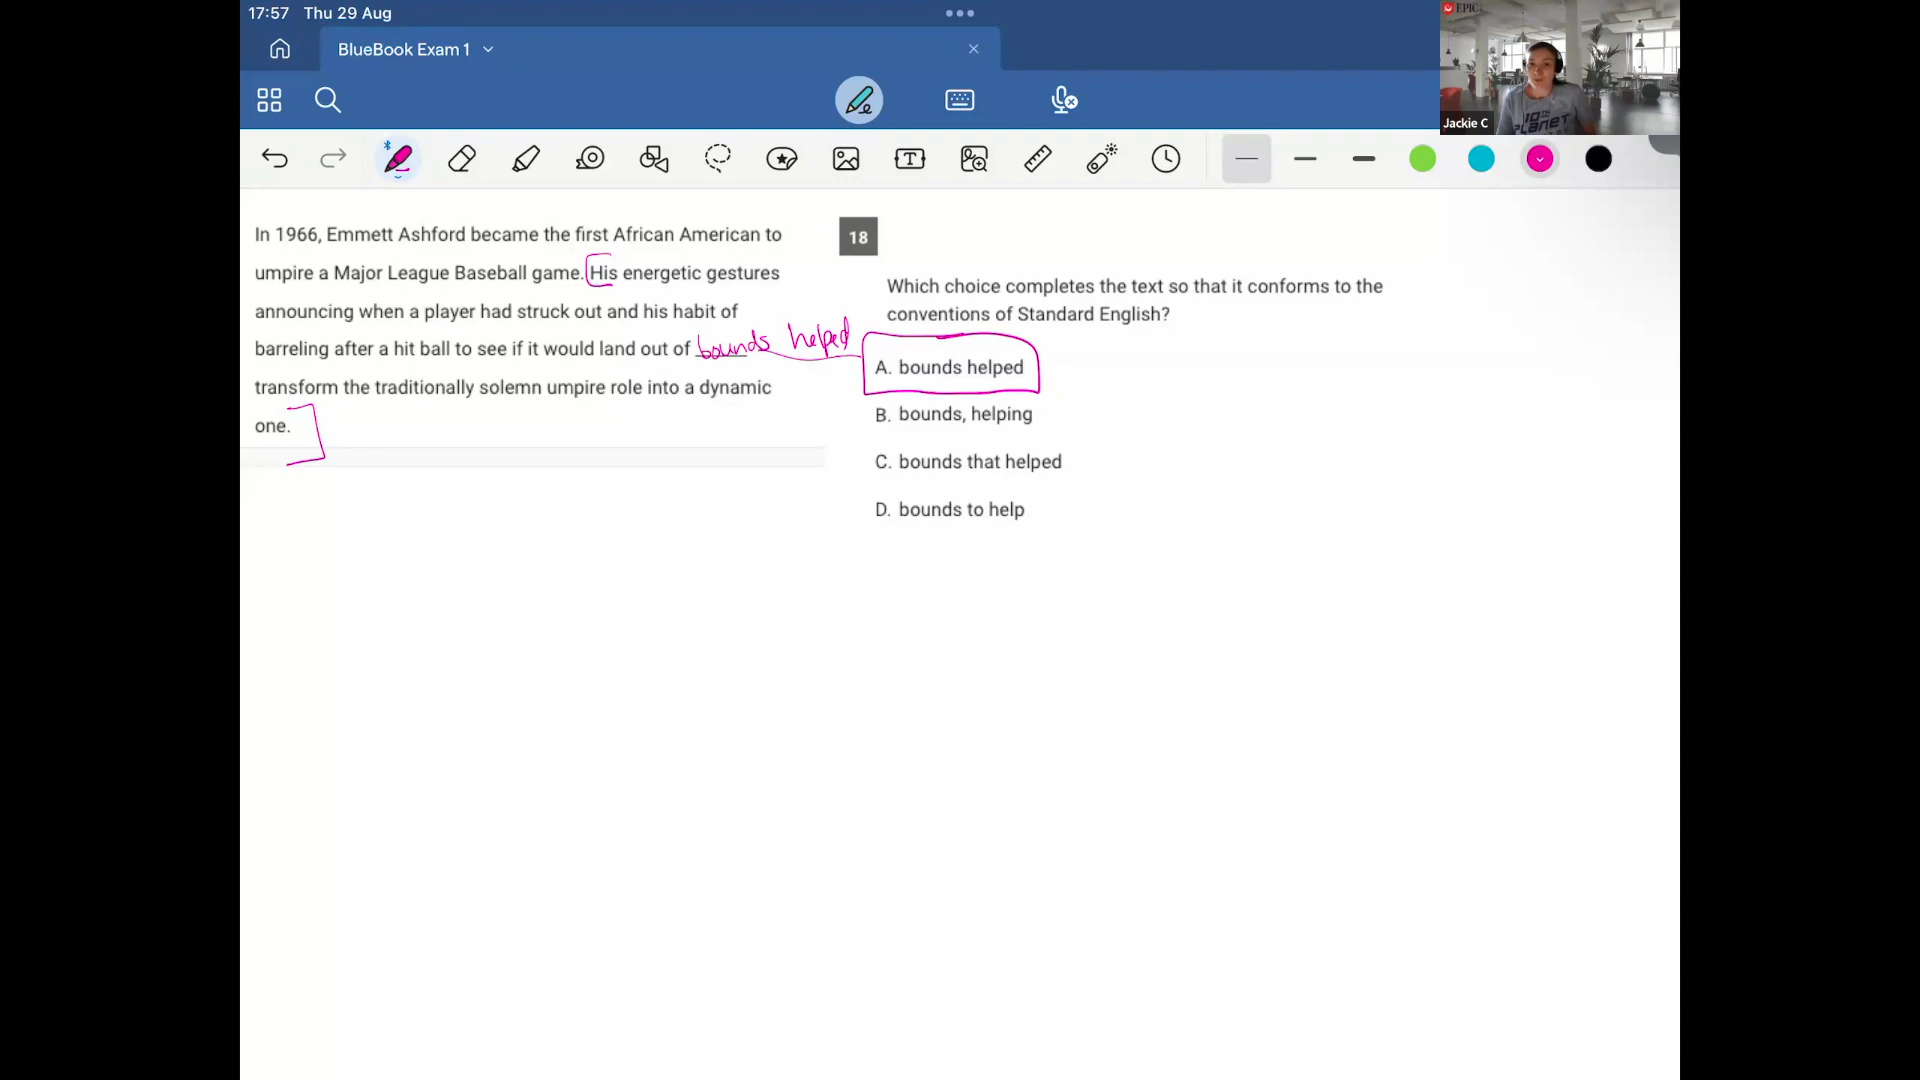 17:57 Thu 29 Aug
BlueBook Exam 1
EPIC
Jackie C
In 1966, Emmett Ashford became the first African American to
umpire a Major League Baseball game. His energetic gestures
announcing when a player had struck out and his habit of
barreling after a hit ball to see if it would land out of bounds helped
transform the traditionally solemn umpire role into a dynamic
one.
18
Which choice completes the text so that it conforms to the
conventions of Standard English?
A. bounds helped
B. bounds, helping
C. bounds that helped
D. bounds to help
10TH
PLANET